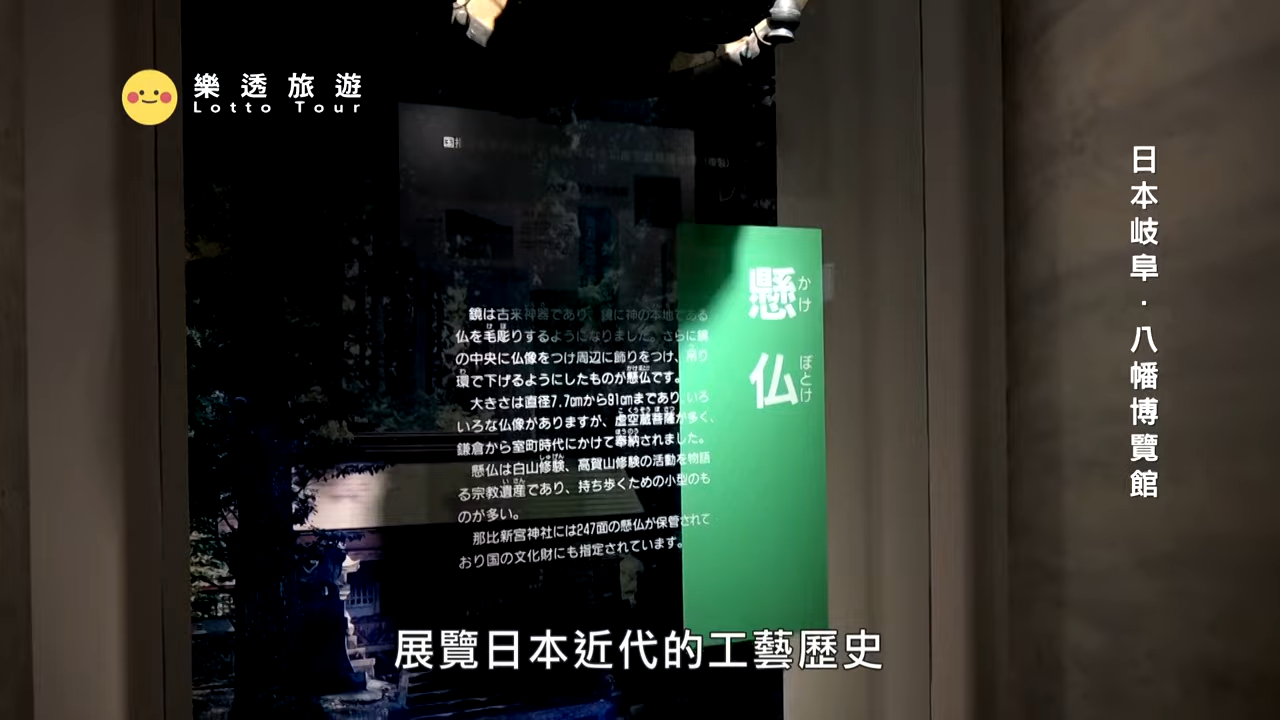 樂透旅遊
Lotto Tour
日本岐阜·八幡博覽館
国指
(複製)
懸仏
かけ
ぼとけ
鏡は古来神器であり、鏡に神の本地である
仏を毛彫りするようになりました。さらに鏡
の中央に仏像をつけ周辺に飾りをつけ、吊り
環で下げるようにしたものが懸仏です。
大きさは直径7.7cmから91cmまであり、いろ
いろな仏像がありますが、虚空蔵菩薩が多く、
鎌倉から室町時代にかけて奉納されました。
懸仏は白山修験、高賀山修験の活動を物語
る宗教遺産であり、持ち歩くための小型のも
のが多い。
那比新宮神社には247面の懸仏が保管されて
おり国の文化財にも指定されています。
展覽日本近代的工藝歷史